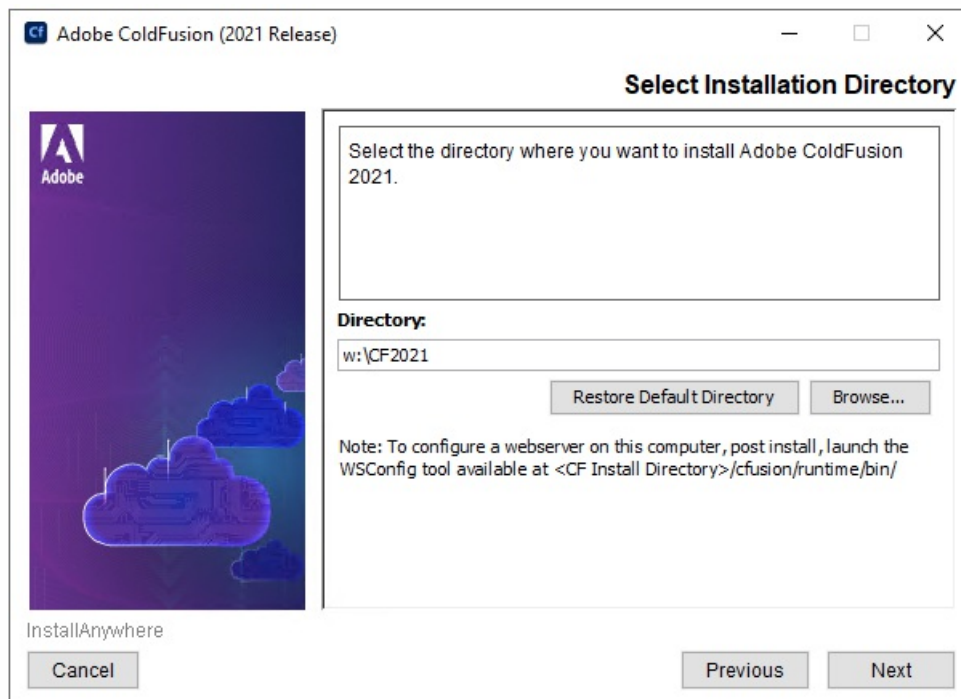 Cf Adobe ColdFusion (2021 Release)
Select Installation Directory
Adobe
Select the directory where you want to install Adobe ColdFusion
2021.
Directory:
w:\CF2021
Restore Default Directory
Browse...
Note: To configure a webserver on this computer, post install, launch the
WSConfig tool available at <CF Install Directory>/cfusion/runtime/bin/
InstallAnywhere
Cancel
Previous
Next